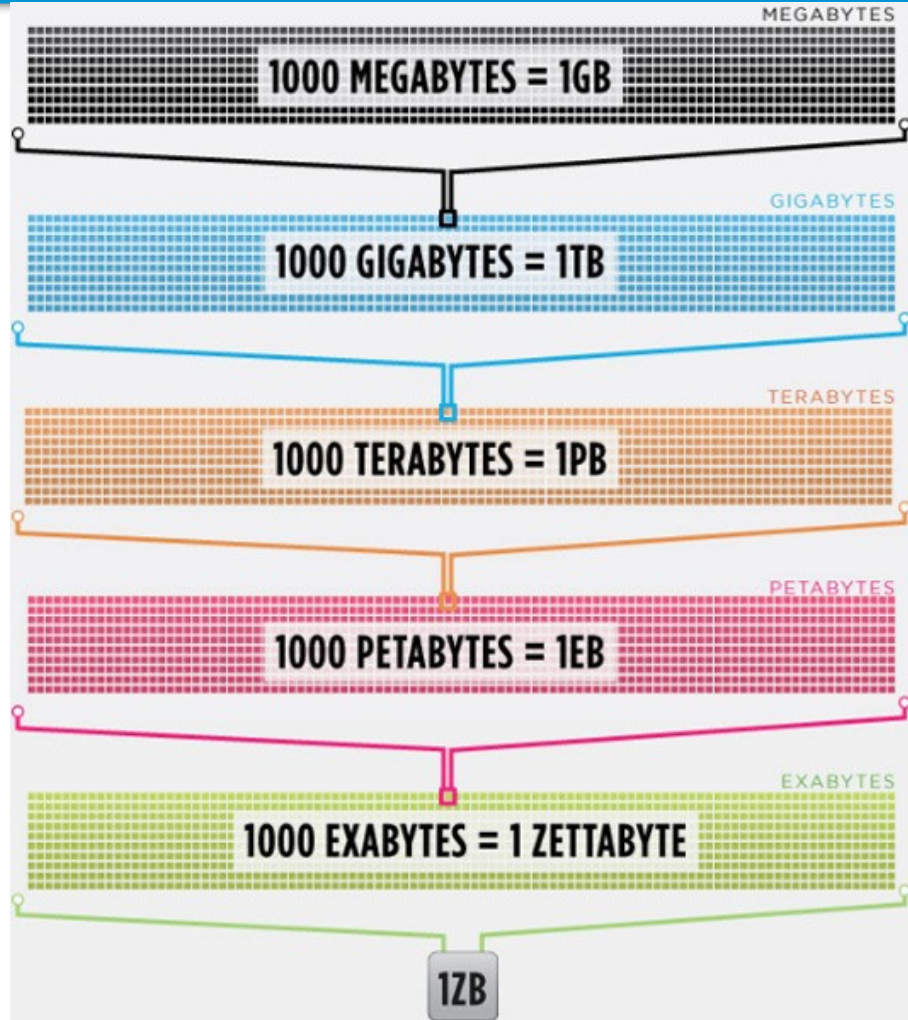 MEGABYTES
1000 MEGABYTES = 1GB
GIGABYTES
1000 GIGABYTES = 1TB
TERABYTES
1000 TERABYTES = 1PB
PETABYTES
1000 PETABYTES = 1EB
EXABYTES
1000 EXABYTES = 1 ZETTABYTE
1ZB